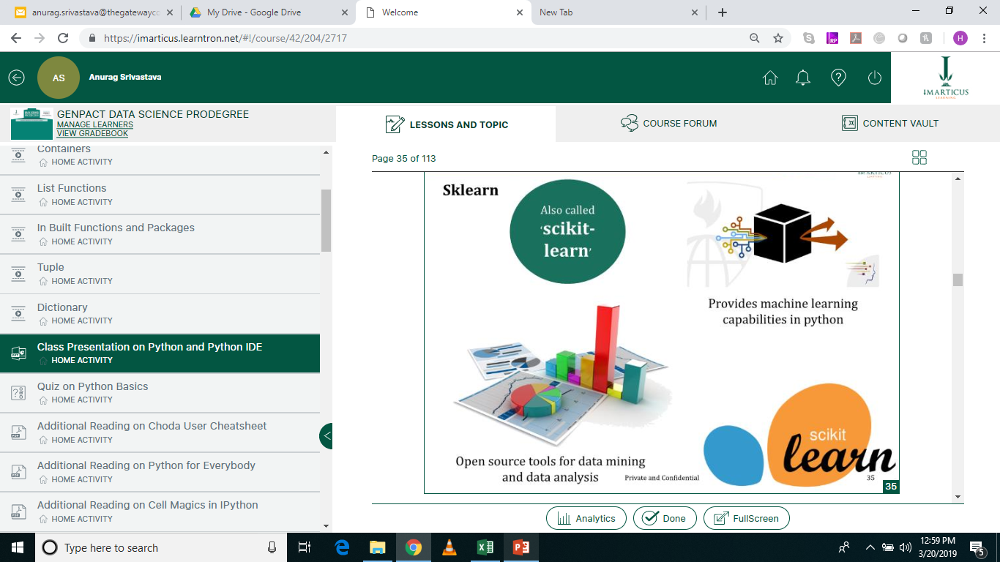 anurag.srivastava@thegatewayco
My Drive - Google Drive
Welcome
New Tab
https://imarticus.learntron.net/#!/course/42/204/2717
RP
H
AS
Anurag Srivastava
IMARTICUS
LEARNING
GENPACT DATA SCIENCE PRODEGREE
MANAGE LEARNERS
VIEW GRADEBOOK
LESSONS AND TOPIC
COURSE FORUM
CONTENT VAULT
Containers
HOME ACTIVITY
List Functions
HOME ACTIVITY
In Built Functions and Packages
HOME ACTIVITY
Tuple
HOME ACTIVITY
Dictionary
HOME ACTIVITY
Class Presentation on Python and Python IDE
HOME ACTIVITY
Quiz on Python Basics
HOME ACTIVITY
Additional Reading on Choda User Cheatsheet
HOME ACTIVITY
Additional Reading on Python for Everybody
HOME ACTIVITY
Additional Reading on Cell Magics in IPython
HOME ACTIVITY
Page 35 of 113
Sklearn
Also called
‘scikit-
learn’
Provides machine learning
capabilities in python
Open source tools for data mining
and data analysis
Private and Confidential
scikit
learn
35
35
Analytics
Done
FullScreen
Type here to search
12:59 PM
3/20/2019
5